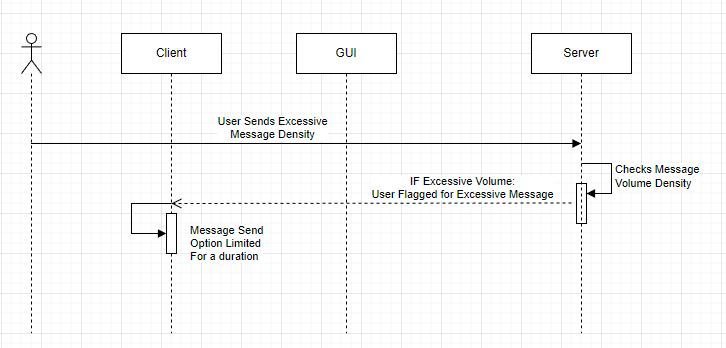 Client
GUI
Server
User Sends Excessive
Message Density
Checks Message
Volume Density
IF Excessive Volume:
User Flagged for Excessive Message
Message Send
Option Limited
For a duration